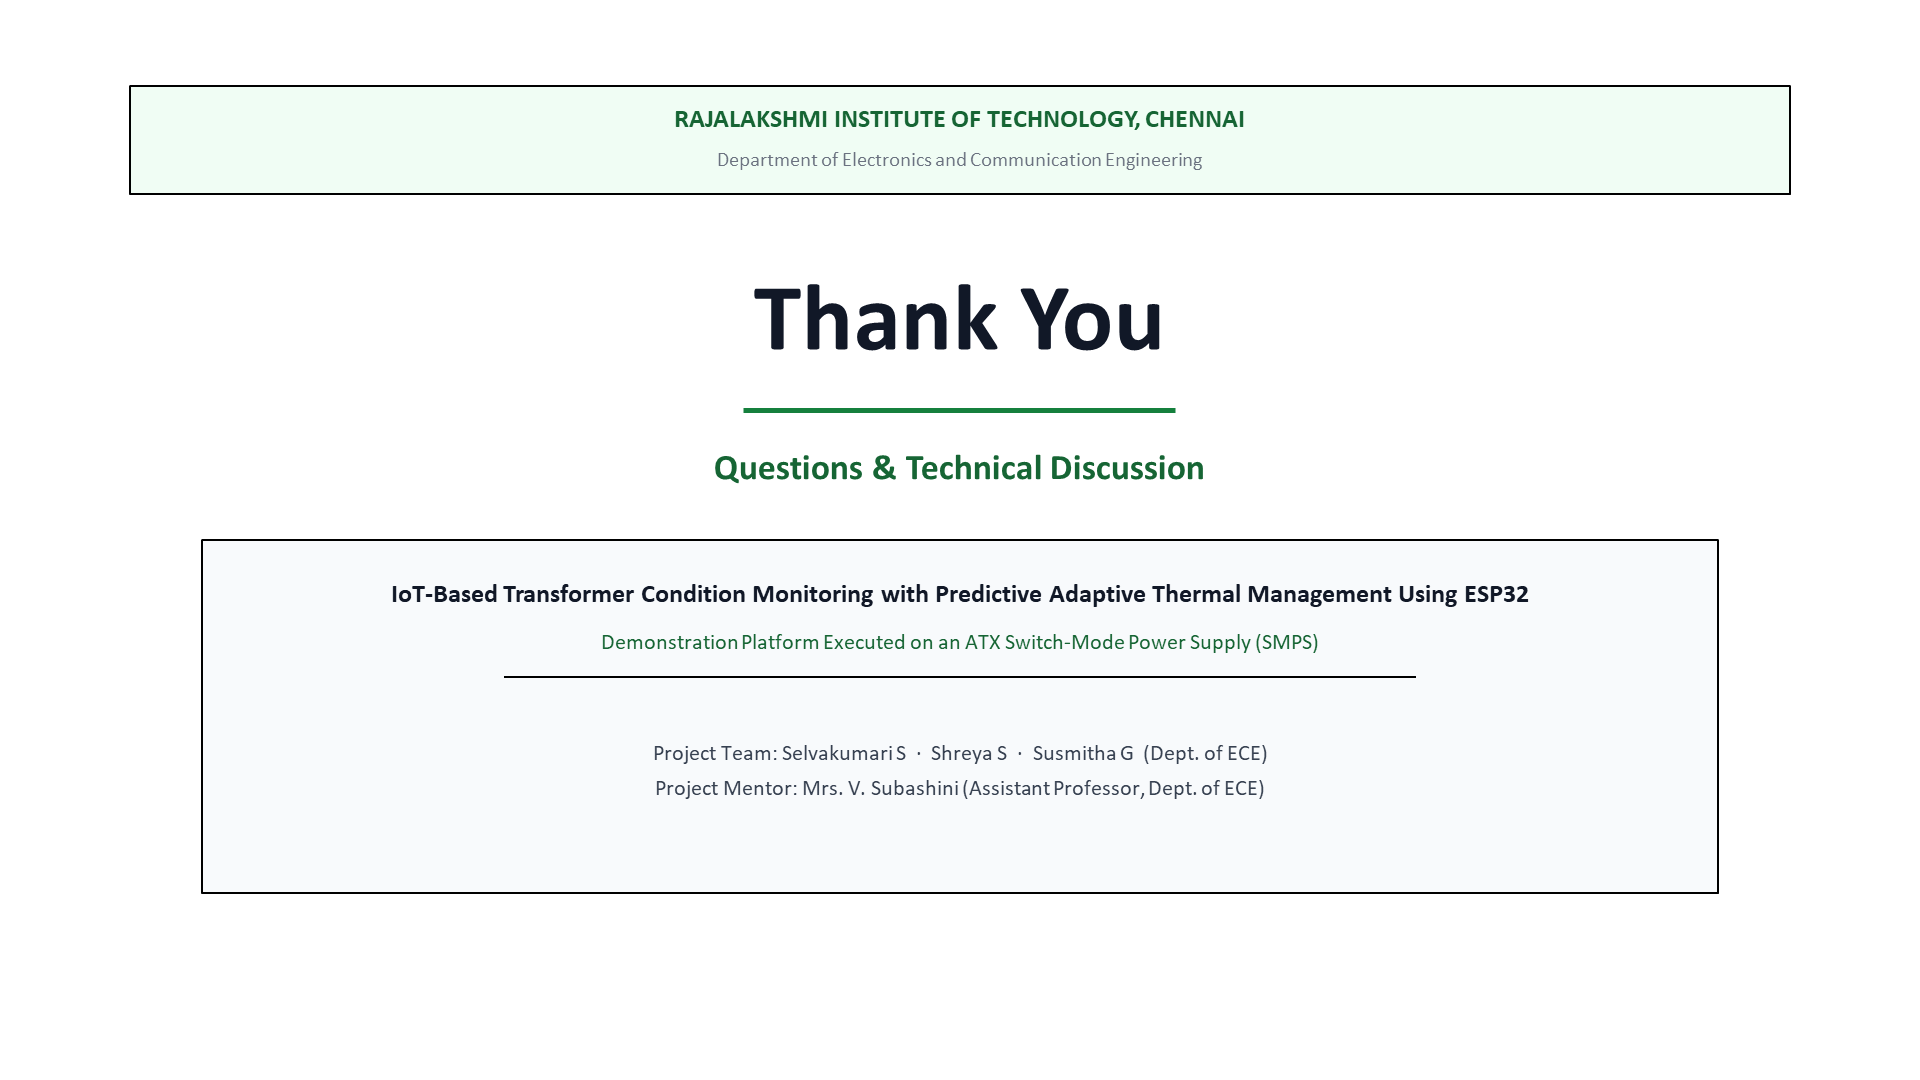 RAJALAKSHMI INSTITUTE OF TECHNOLOGY, CHENNAI
Department of Electronics and Communication Engineering
Thank You
Questions & Technical Discussion
IoT-Based Transformer Condition Monitoring with Predictive Adaptive Thermal Management Using ESP32
Demonstration Platform Executed on an ATX Switch-Mode Power Supply (SMPS)
Project Team: Selvakumari S · Shreya S · Susmitha G (Dept. of ECE)
Project Mentor: Mrs. V. Subashini (Assistant Professor, Dept. of ECE)